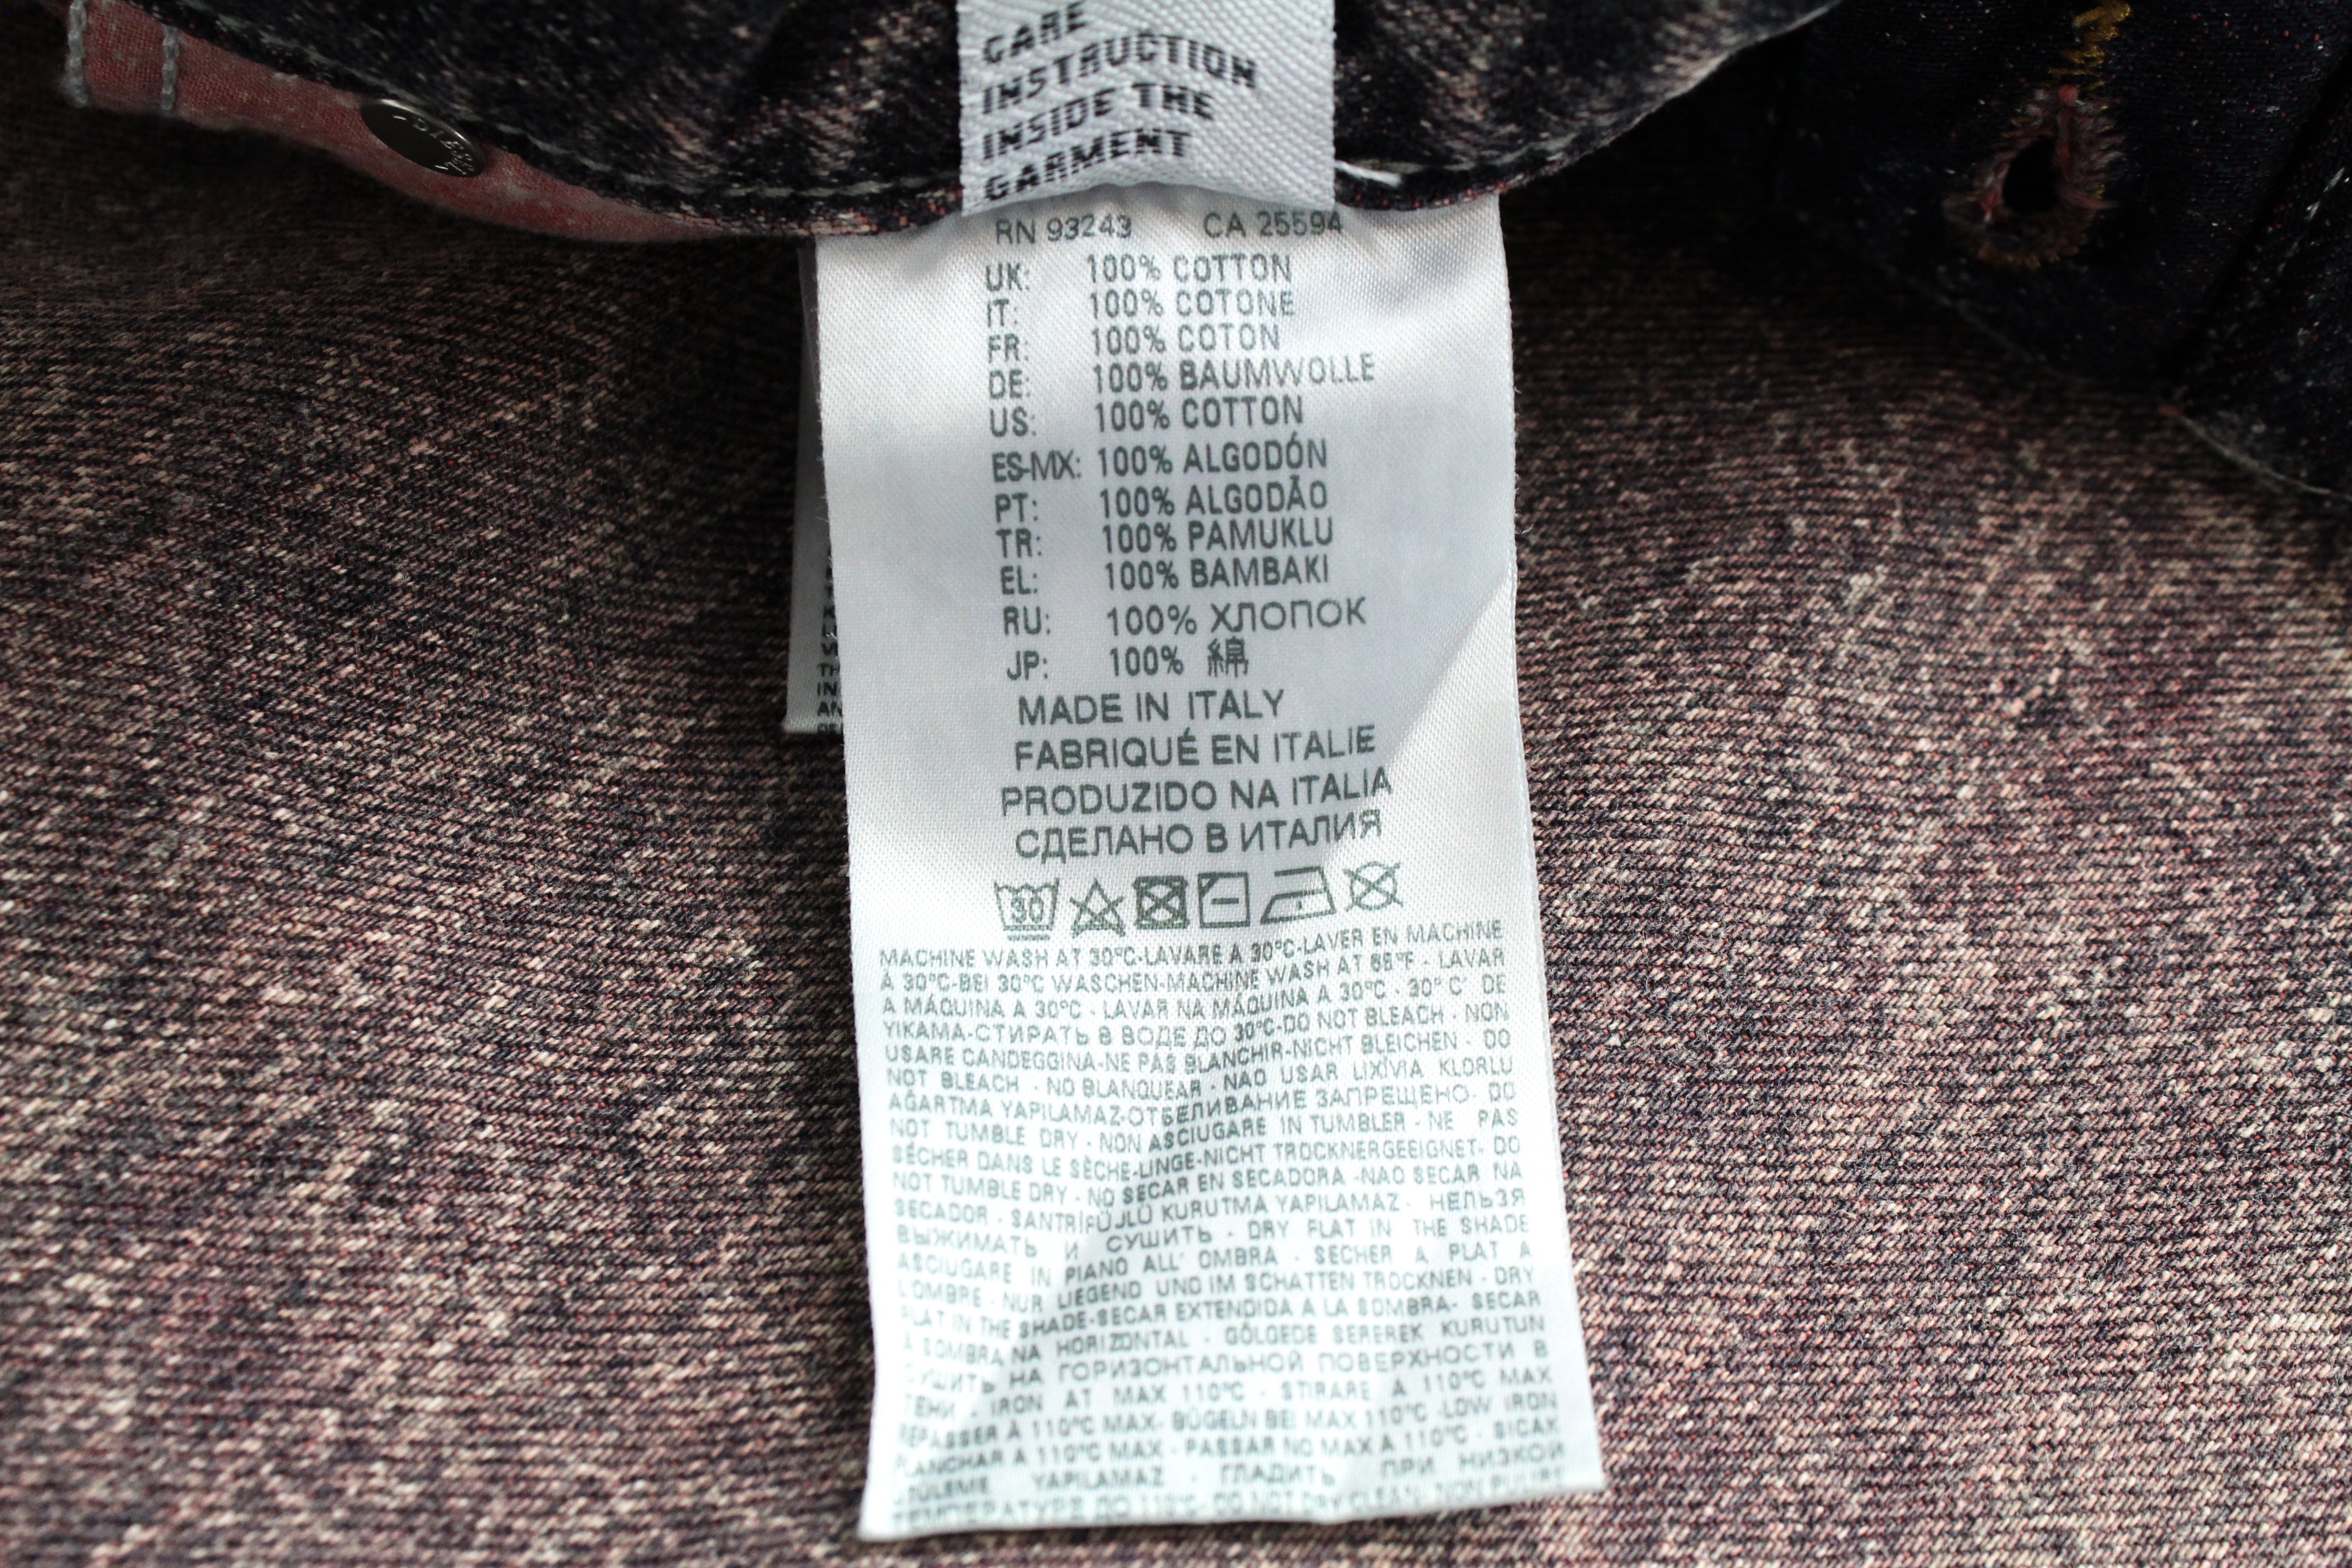 CARE
INSTRUCTION
INSIDE THE
GARMENT
RN 93243 CA 25594
UK: 100% COTTON
IT: 100% COTONE
FR: 100% COTON
DE: 100% BAUMWOLLE
US: 100% COTTON
ES-MX: 100% ALGODÓN
PT: 100% ALGODÃO
TR: 100% PAMUKLU
EL: 100% BAMBAKI
RU: 100% ХЛОПОК
JP: 100% 綿
MADE IN ITALY
FABRIQUÉ EN ITALIE
PRODUZIDO NA ITALIA
СДЕЛАНО В ИТАЛИЯ
30
MACHINE WASH AT 30°C-LAVARE A 30°C-LAVER EN MACHINE
À 30°C-BEI 30°C WASCHEN-MACHINE WASH AT 86°F - LAVAR
A MÁQUINA A 30°C - LAVAR NA MÁQUINA A 30°C - 30° C' DE
YIKAMA-СТИРАТЬ В ВОДЕ ДО 30°C-DO NOT BLEACH - NON
USARE CANDEGGINA-NE PAS BLANCHIR-NICHT BLEICHEN - DO
NOT BLEACH - NO BLANQUEAR - NAO USAR LIXÍVIA KLORLU
AĞARTMA YAPILAMAZ-ОТБЕЛИВАНИЕ ЗАПРЕЩЕНО- DO
NOT TUMBLE DRY - NON ASCIUGARE IN TUMBLER - NE PAS
SÉCHER DANS LE SÈCHE-LINGE-NICHT TROCKNERGEEIGNET- DO
NOT TUMBLE DRY - NO SECAR EN SECADORA -NAO SECAR NA
SECADOR - SANTRİFÜJLÜ KURUTMA YAPILAMAZ - НЕЛЬЗЯ
ВЫЖИМАТЬ И СУШИТЬ - DRY FLAT IN THE SHADE
ASCIUGARE IN PIANO ALL' OMBRA - SECHER A PLAT A
L'OMBRE - NUR LIEGEND UND IM SCHATTEN TROCKNEN - DRY
FLAT IN THE SHADE-SECAR EXTENDIDA A LA SOMBRA- SECAR
À SOMBRA NA HORIZONTAL - GÖLGEDE SEREREK KURUTUN
СУШИТЬ НА ГОРИЗОНТАЛЬНОЙ ПОВЕРХНОСТИ В
ТЕНИ - IRON AT MAX 110°C - STIRARE A 110°C MAX
REPASSER À 110°C MAX- BÜGELN BEI MAX 110°C -LOW IRON
PLANCHAR A 110°C MAX - PASSAR NO MAX A 110°C - SICAK
ÜTÜLEME YAPILAMAZ - ГЛАДИТЬ ПРИ НИЗКОЙ